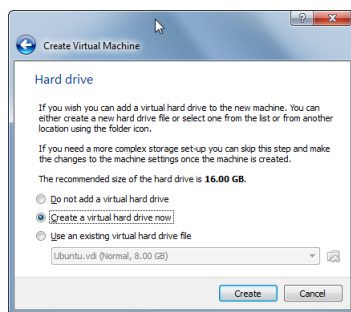 Create Virtual Machine
Hard drive
If you wish you can add a virtual hard drive to the new machine. You can
either create a new hard drive file or select one from the list or from another
location using the folder icon.
If you need a more complex storage set-up you can skip this step and make
the changes to the machine settings once the machine is created.
The recommended size of the hard drive is 16.00 GB.
Do not add a virtual hard drive
Create a virtual hard drive now
Use an existing virtual hard drive file
Ubuntu.vdi (Normal, 8.00 GB)
Create Cancel